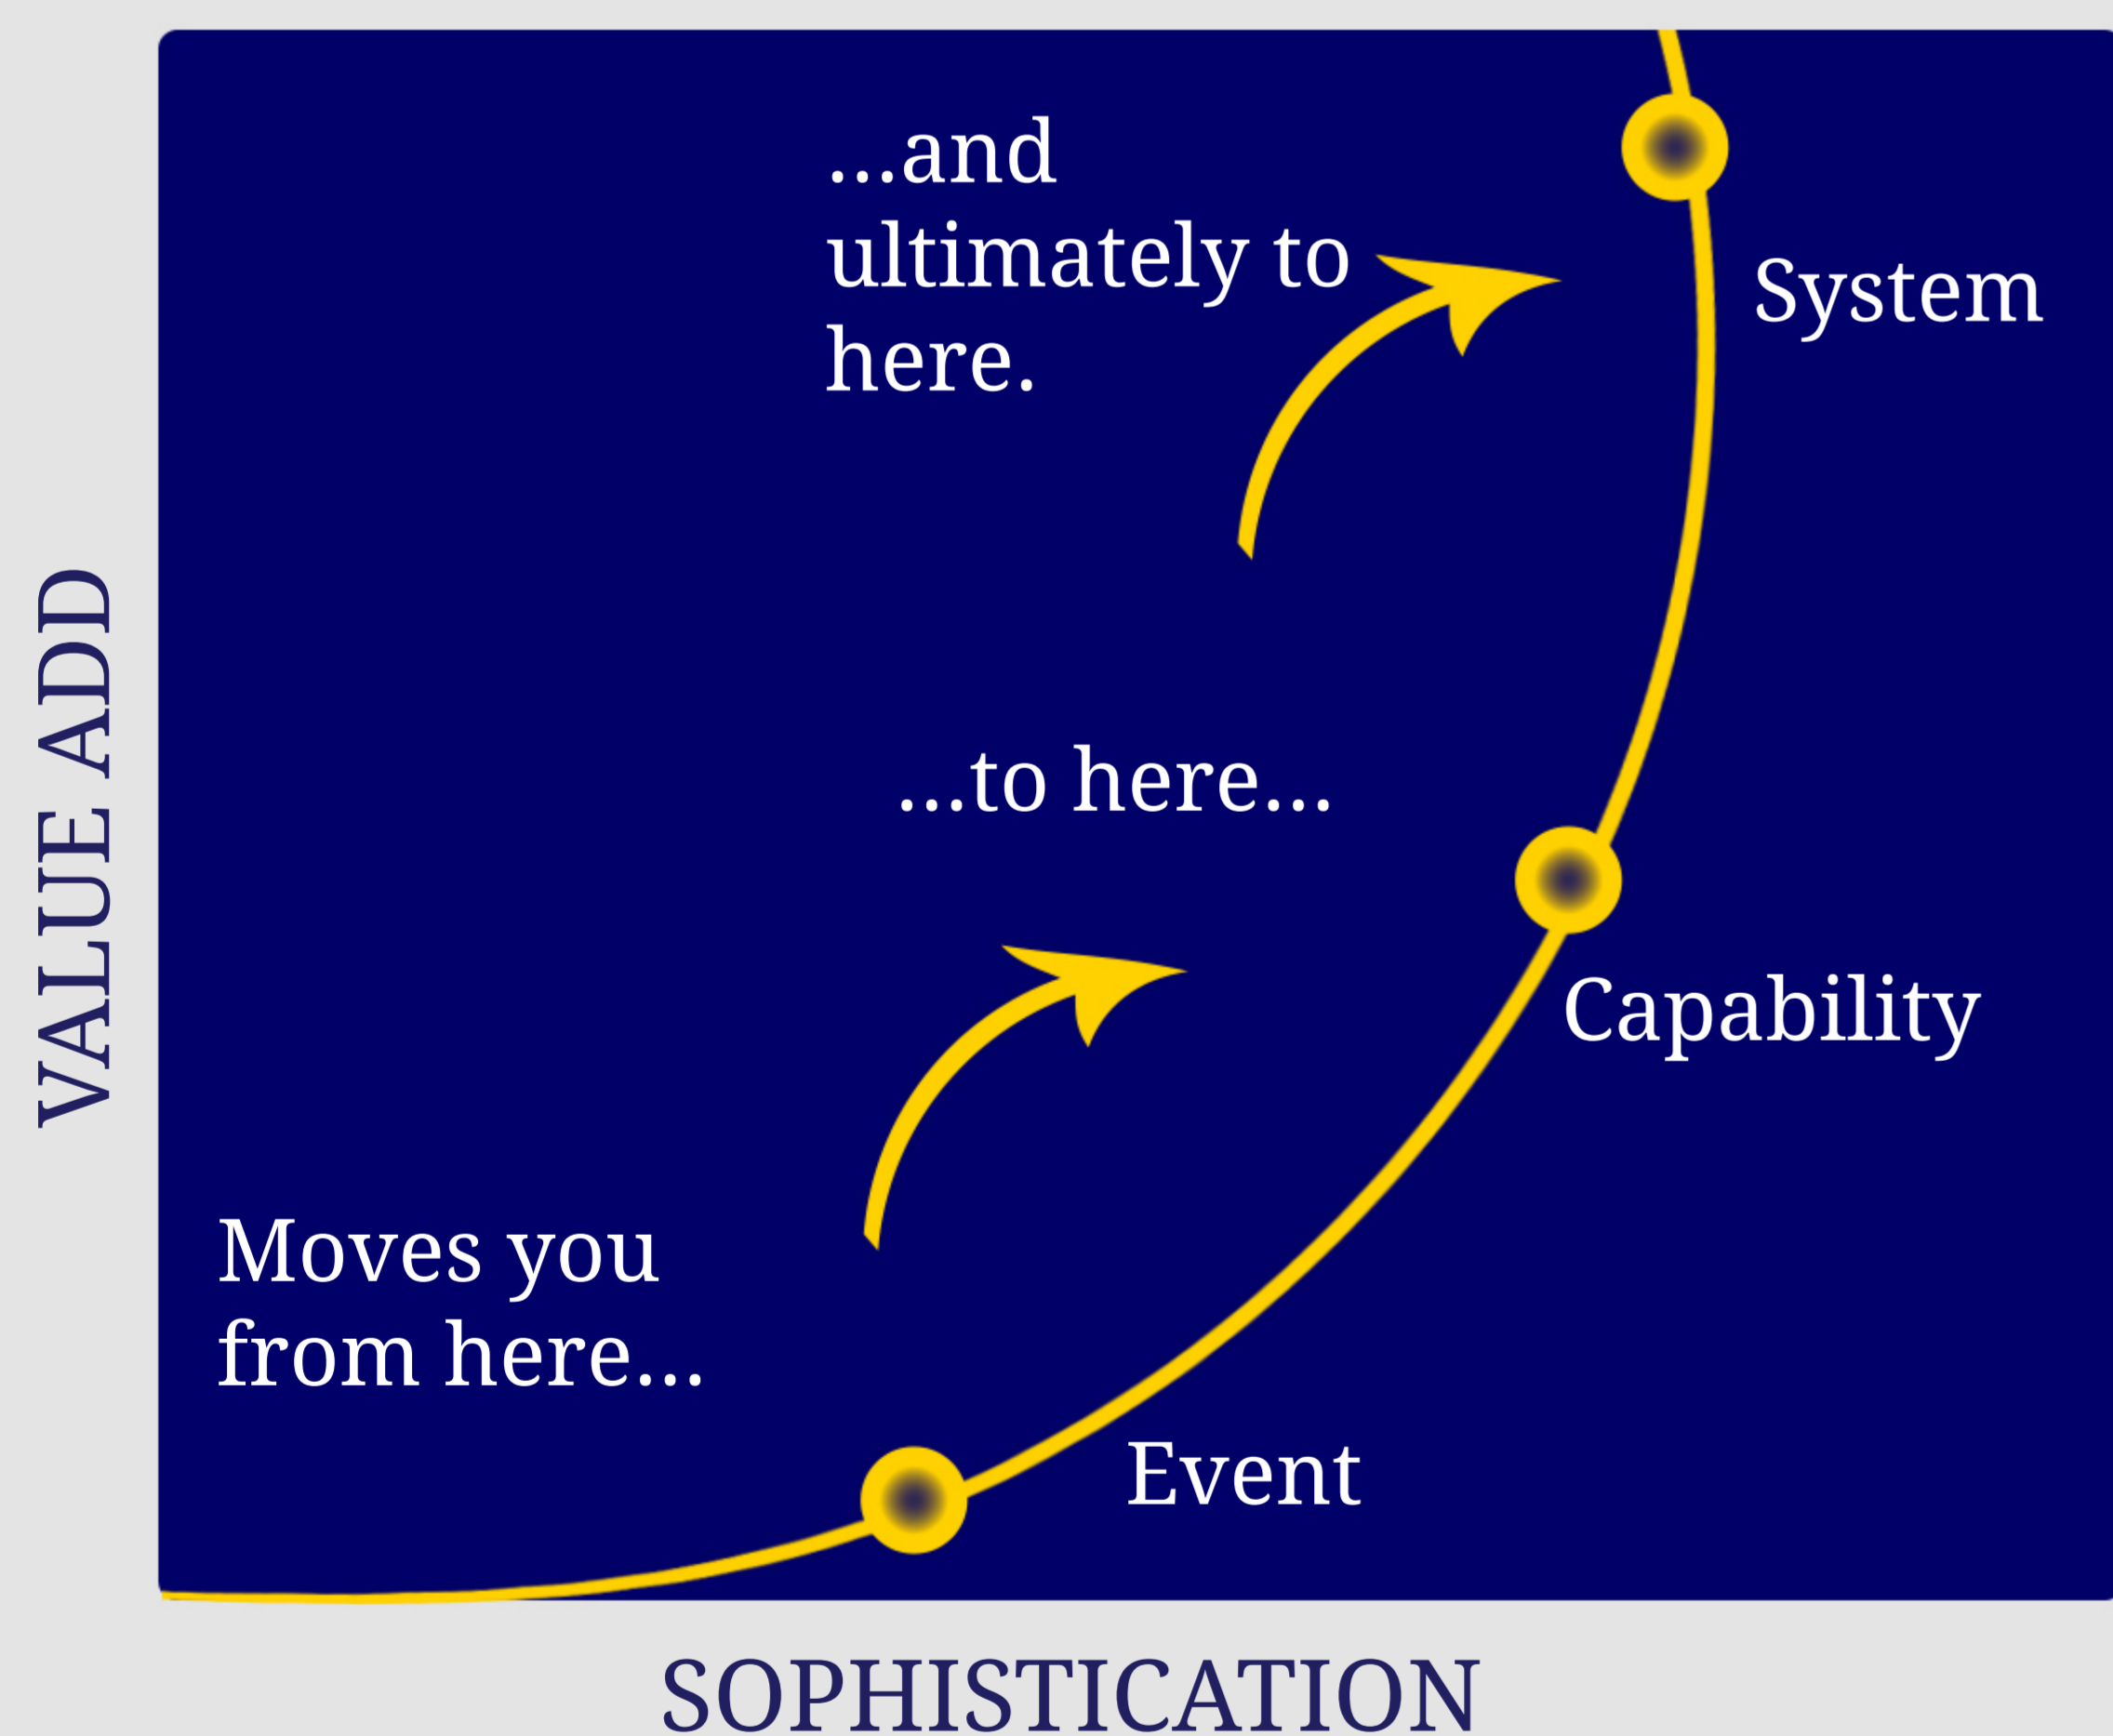 ...and
ultimately to
here.
System
...to here...
Capability
Moves you
from here...
Event
VALUE ADD
SOPHISTICATION